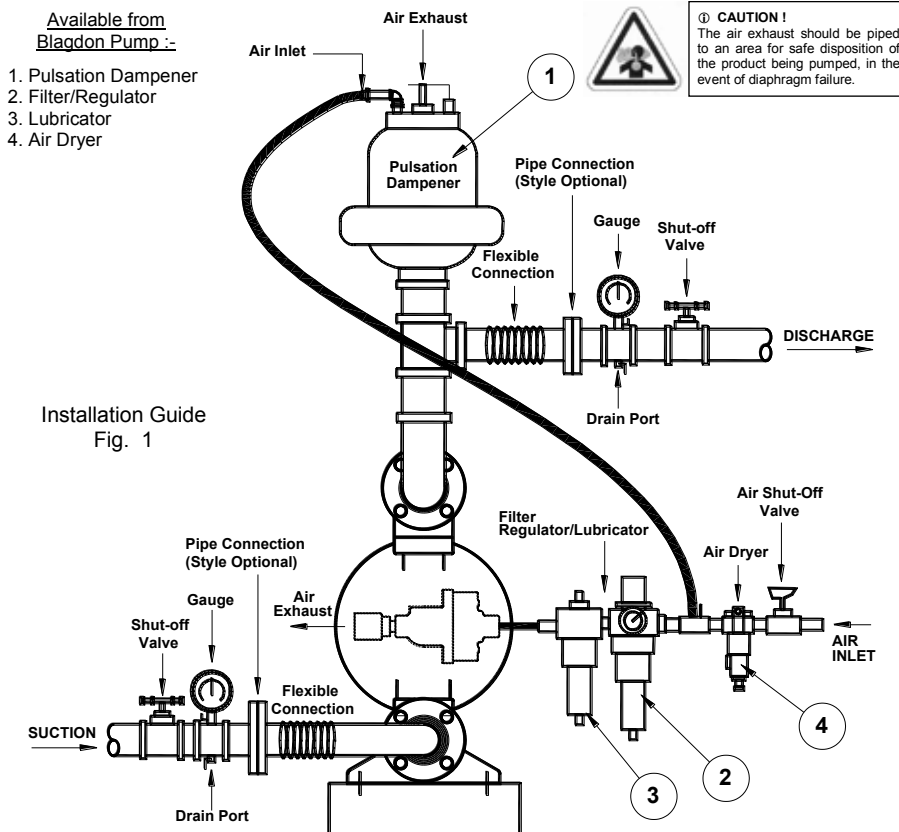 Available from
Blagdon Pump :-
1. Pulsation Dampener
2. Filter/Regulator
3. Lubricator
4. Air Dryer
Air Exhaust
Air Inlet
1
ⓘ CAUTION !
The air exhaust should be piped
to an area for safe disposition of
the product being pumped, in the
event of diaphragm failure.
Pulsation
Dampener
Pipe Connection
(Style Optional)
Gauge
Shut-off
Valve
Flexible
Connection
DISCHARGE
Drain Port
Installation Guide
Fig. 1
Filter
Regulator/Lubricator
Air Shut-Off
Valve
Air Dryer
AIR
INLET
Pipe Connection
(Style Optional)
Air
Exhaust
Gauge
Shut-off
Valve
Flexible
Connection
SUCTION
Drain Port
3
2
4